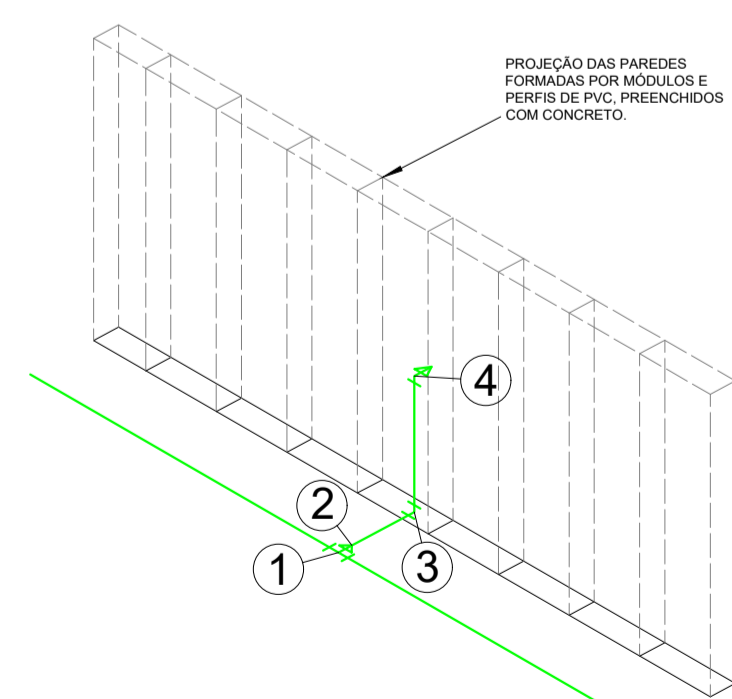 PROJEÇÃO DAS PAREDES
FORMADAS POR MÓDULOS E
PERFIS DE PVC, PREENCHIDOS
COM CONCRETO.
4
2
1
3